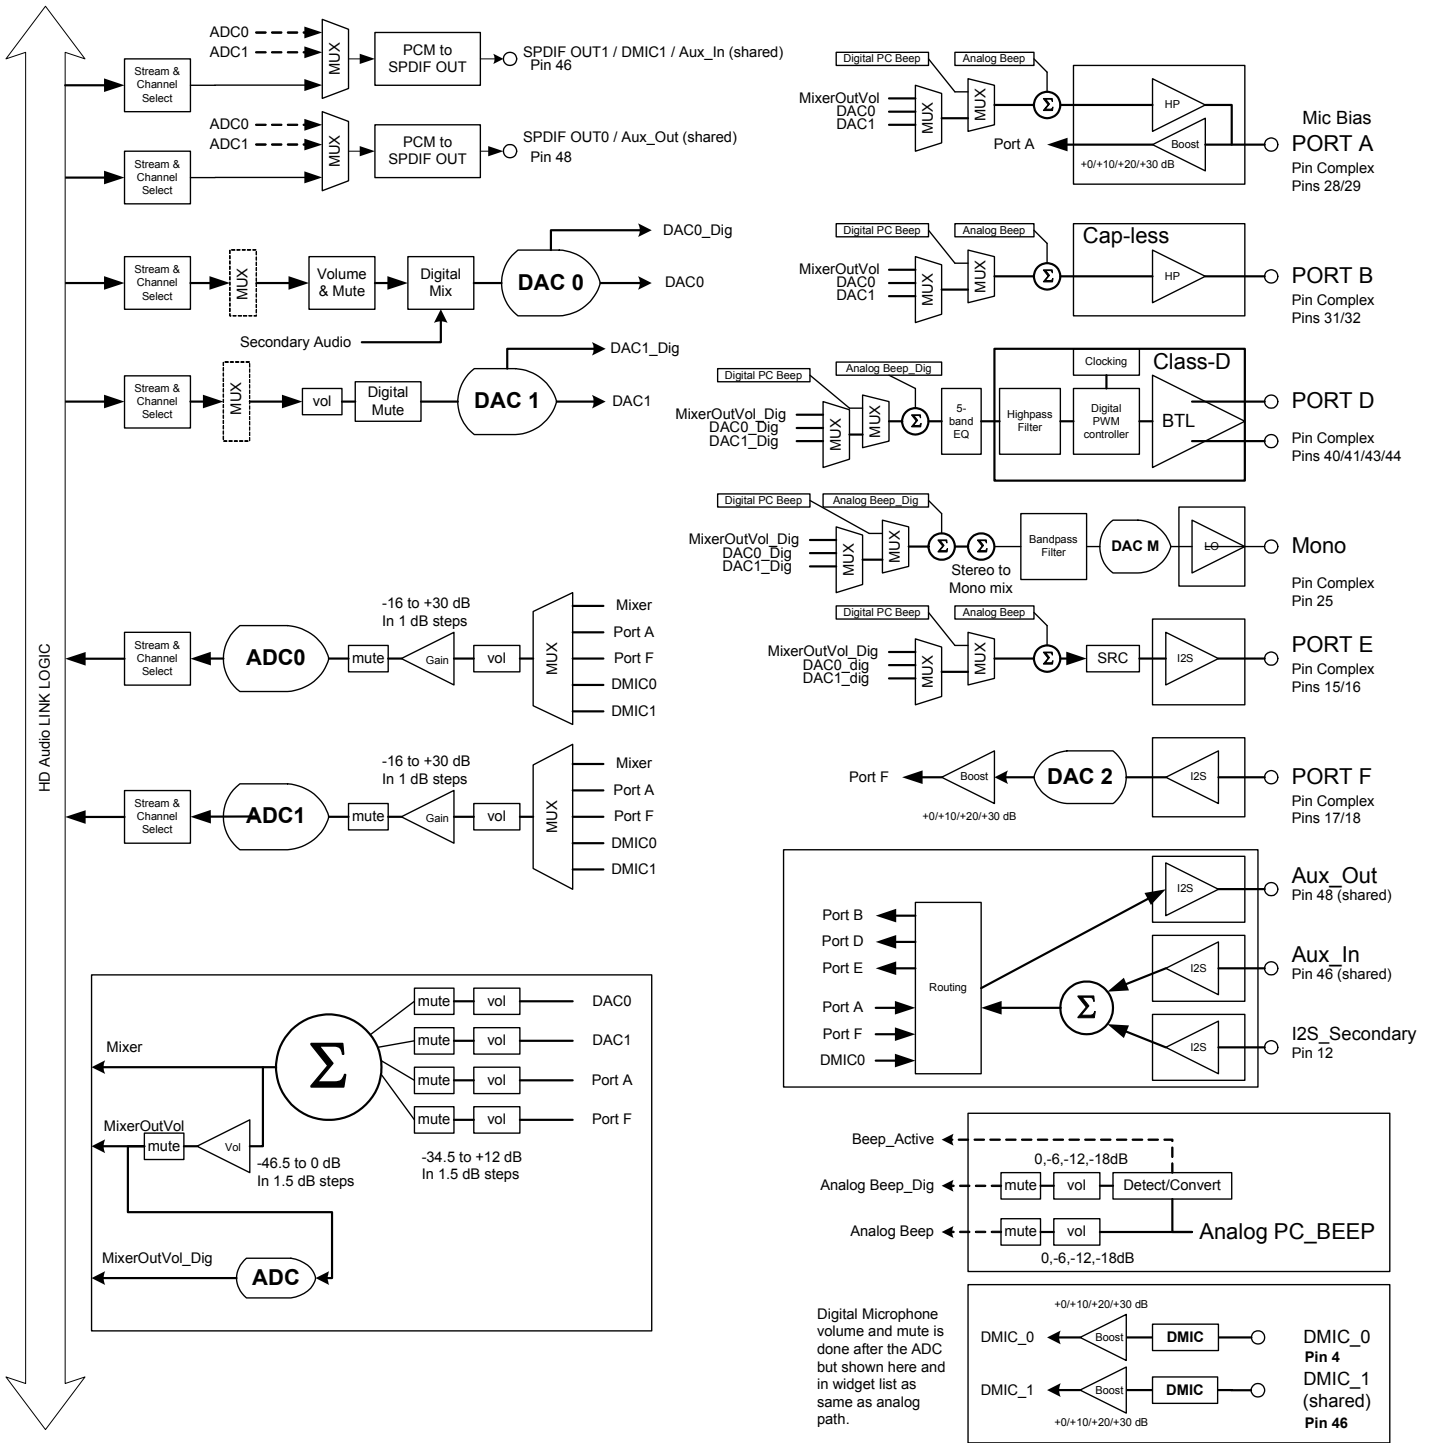 HD Audio LINK LOGIC
ADC0
ADC1
Stream &
Channel
Select
MUX
PCM to
SPDIF OUT
SPDIF OUT1 / DMIC1 / Aux_In (shared)
Pin 46
ADC0
ADC1
Stream &
Channel
Select
MUX
PCM to
SPDIF OUT
SPDIF OUT0 / Aux_Out (shared)
Pin 48
Stream &
Channel
Select
MUX
Volume
& Mute
Digital
Mix
DAC 0
DAC0_Dig
DAC0
Secondary Audio
Stream &
Channel
Select
MUX
vol
Digital
Mute
DAC 1
DAC1_Dig
DAC1
Stream &
Channel
Select
ADC0
mute
-16 to +30 dB
In 1 dB steps
Gain
vol
MUX
Mixer
Port A
Port F
DMIC0
DMIC1
Stream &
Channel
Select
ADC1
mute
-16 to +30 dB
In 1 dB steps
Gain
vol
MUX
Mixer
Port A
Port F
DMIC0
DMIC1
Mixer
Σ
mute
vol
DAC0
mute
vol
DAC1
mute
vol
Port A
mute
vol
Port F
MixerOutVol
mute
Vol
-46.5 to 0 dB
In 1.5 dB steps
-34.5 to +12 dB
In 1.5 dB steps
MixerOutVol_Dig
ADC
Digital PC Beep
Analog Beep
MixerOutVol
DAC0
DAC1
MUX
MUX
Σ
HP
Port A
Boost
+0/+10/+20/+30 dB
Mic Bias
PORT A
Pin Complex
Pins 28/29
Digital PC Beep
Analog Beep
MixerOutVol
DAC0
DAC1
MUX
MUX
Σ
Cap-less
HP
PORT B
Pin Complex
Pins 31/32
Digital PC Beep
Analog Beep_Dig
MixerOutVol_Dig
DAC0_Dig
DAC1_Dig
MUX
MUX
Σ
5-
band
EQ
Highpass
Filter
Clocking
Digital
PWM
controller
Class-D
BTL
PORT D
Pin Complex
Pins 40/41/43/44
Digital PC Beep
Analog Beep_Dig
MixerOutVol_Dig
DAC0_Dig
DAC1_Dig
MUX
MUX
Σ
Σ
Stereo to
Mono mix
Bandpass
Filter
DAC M
LO
Mono
Pin Complex
Pin 25
Digital PC Beep
Analog Beep
MixerOutVol_Dig
DAC0_dig
DAC1_dig
MUX
MUX
Σ
SRC
I2S
PORT E
Pin Complex
Pins 15/16
Port F
Boost
+0/+10/+20/+30 dB
DAC 2
I2S
PORT F
Pin Complex
Pins 17/18
Port B
Port D
Port E
Port A
Port F
DMIC0
Routing
Σ
I2S
Aux_Out
Pin 48 (shared)
I2S
Aux_In
Pin 46 (shared)
I2S
I2S_Secondary
Pin 12
Beep_Active
0,-6,-12,-18dB
Analog Beep_Dig
mute
vol
Detect/Convert
Analog Beep
mute
vol
Analog PC_BEEP
0,-6,-12,-18dB
Digital Microphone
volume and mute is
done after the ADC
but shown here and
in widget list as
same as analog
path.
+0/+10/+20/+30 dB
DMIC_0
Boost
DMIC
DMIC_0
Pin 4
DMIC_1
Boost
DMIC
DMIC_1
(shared)
Pin 46
+0/+10/+20/+30 dB